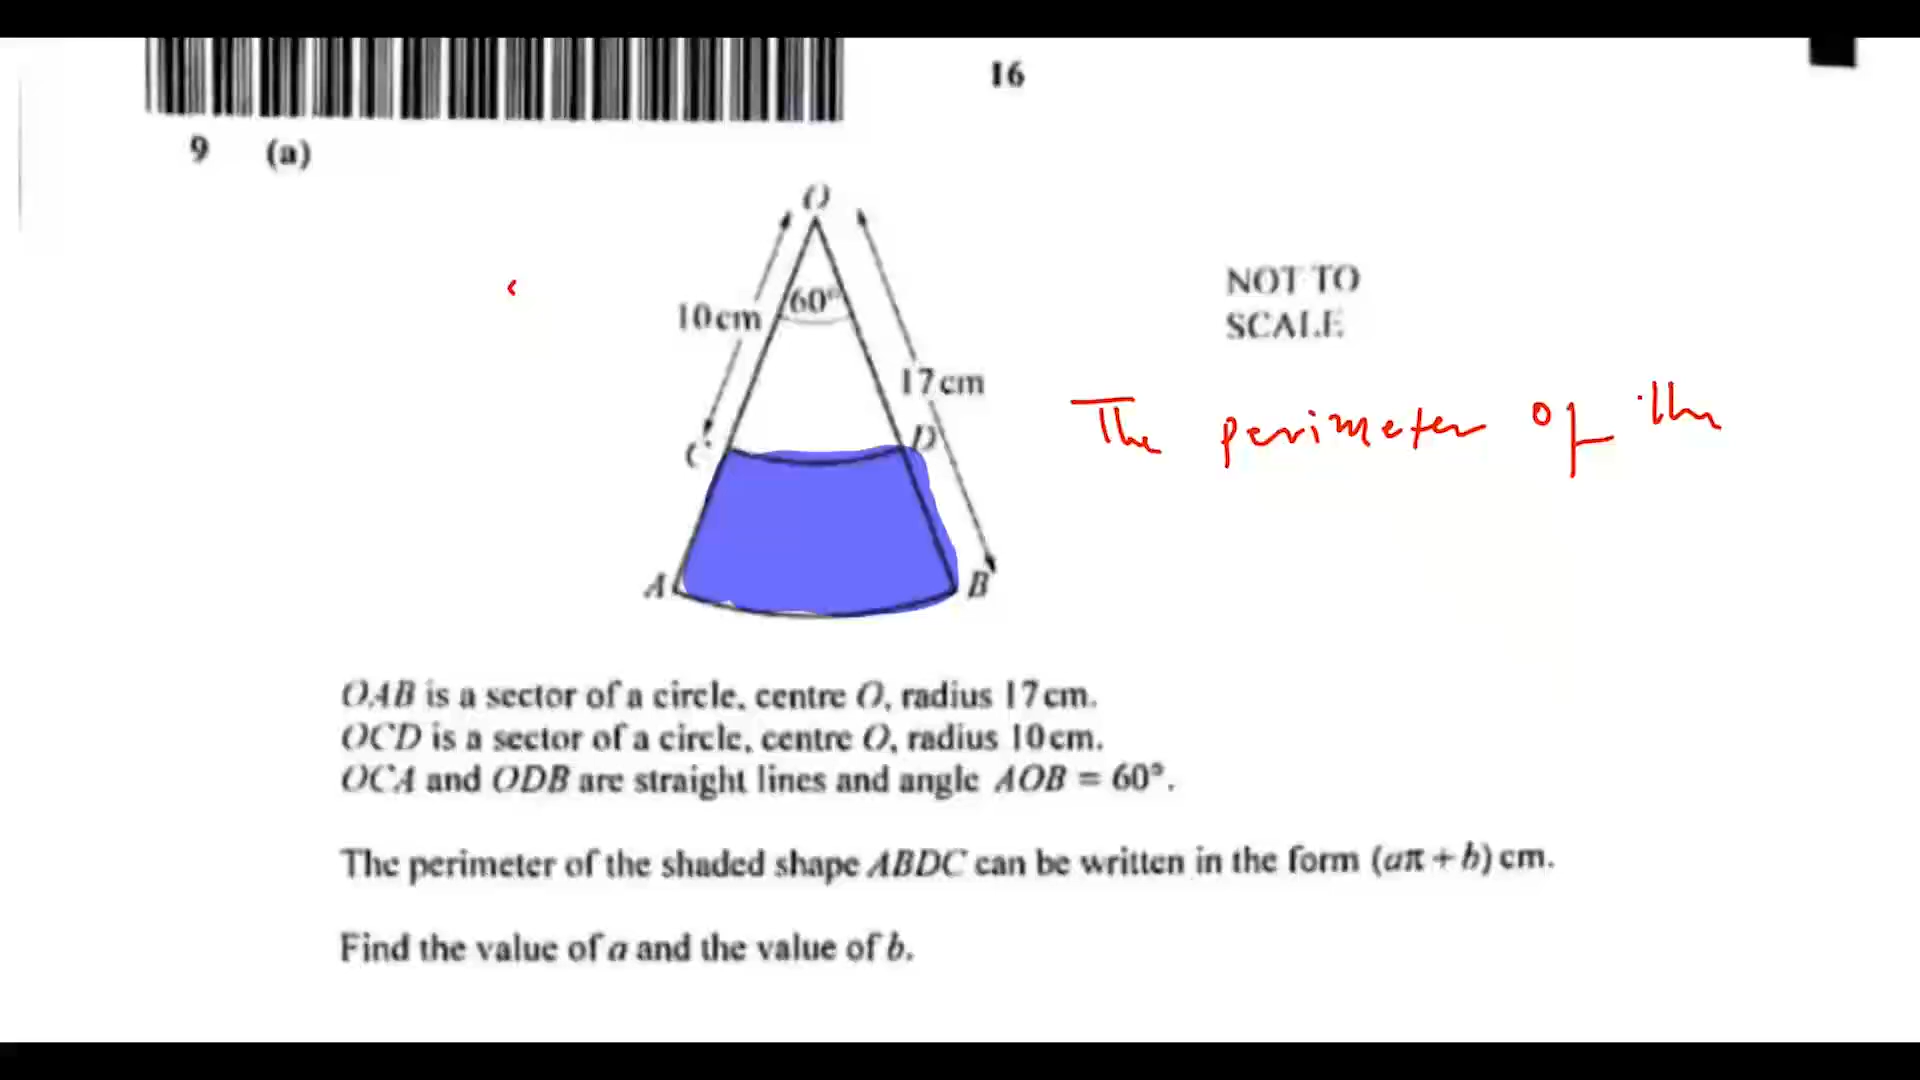 16
9 (a)
O
60°
10 cm
NOT TO
SCALE
17 cm
The perimeter of the
C
D
A
B
OAB is a sector of a circle, centre O, radius 17 cm.
OCD is a sector of a circle, centre O, radius 10 cm.
OCA and ODB are straight lines and angle AOB = 60°.
The perimeter of the shaded shape ABDC can be written in the form (aπ + b) cm.
Find the value of a and the value of b.